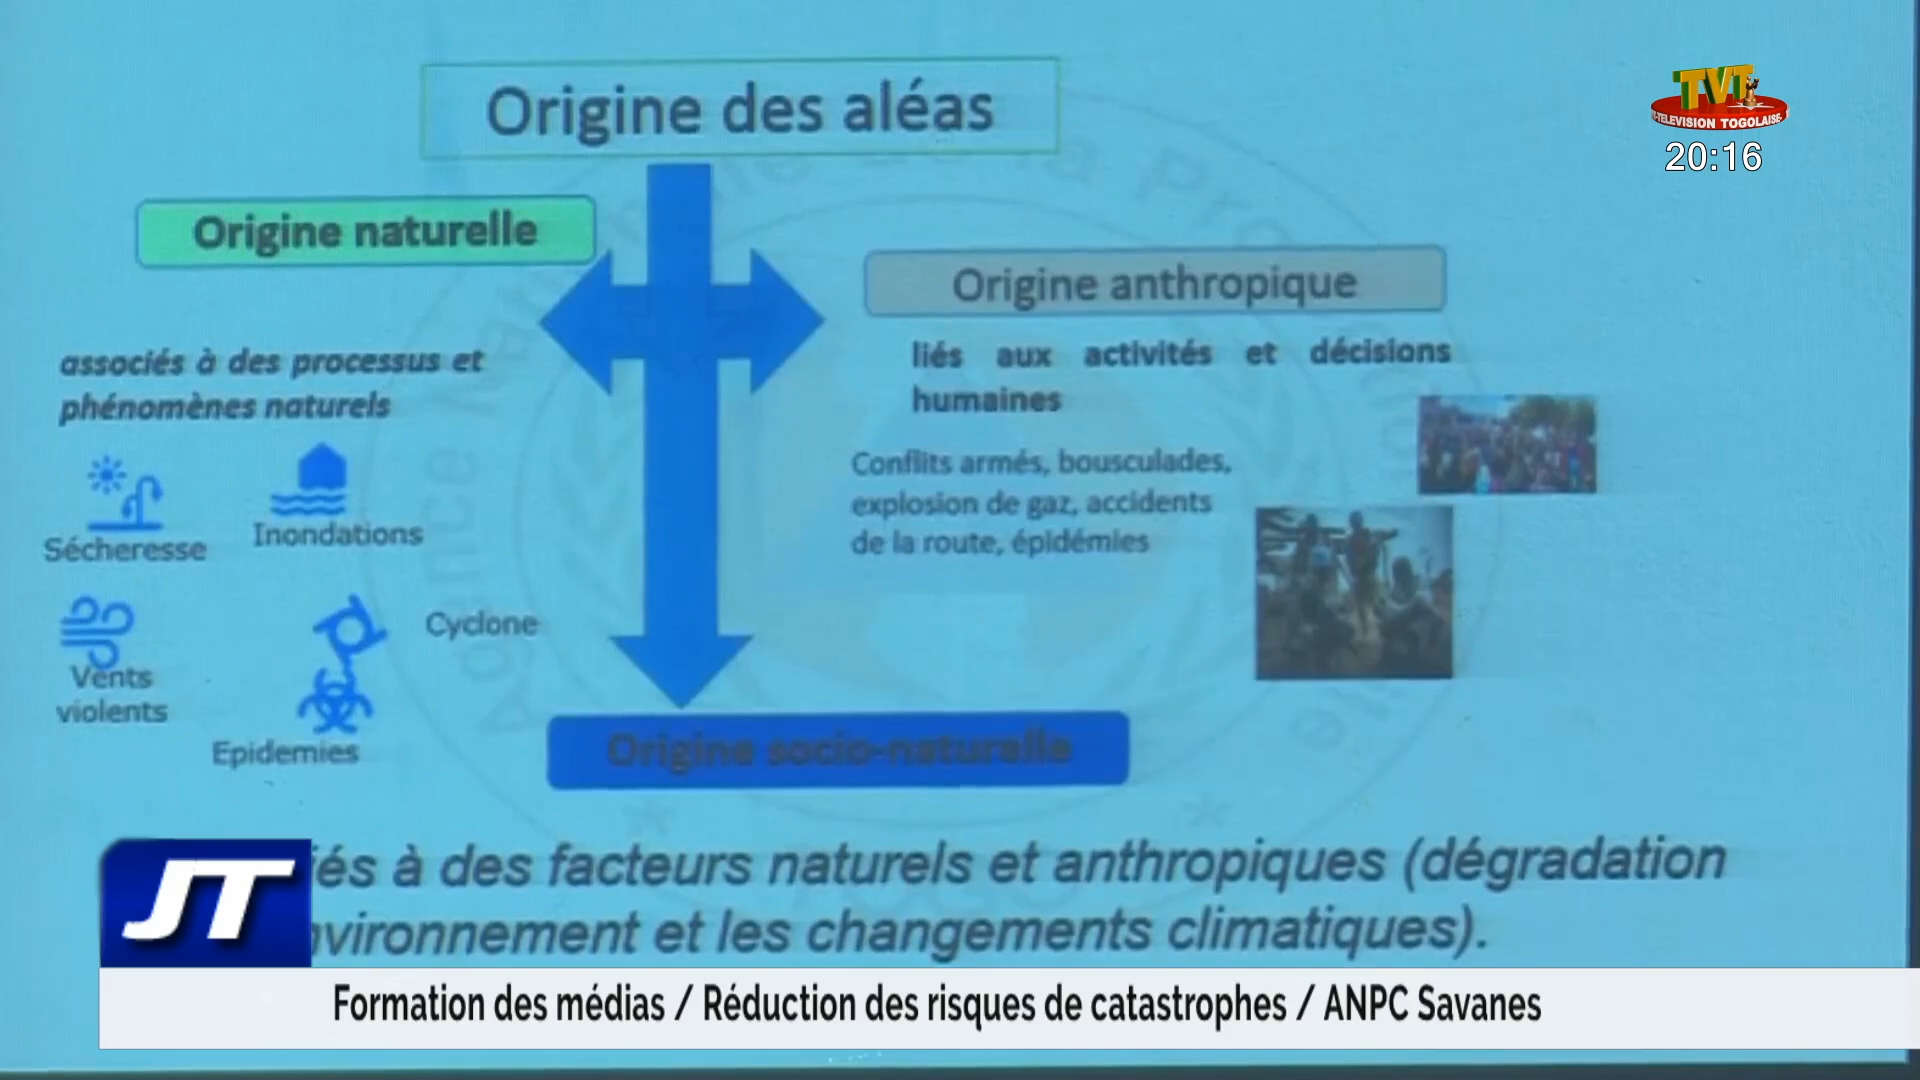 Origine des aléas
TVT
TELEVISION TOGOLAISE
20:16
Origine naturelle
Origine anthropique
associés à des processus et
phénomènes naturels
liés aux activités et décisions
humaines
Conflits armés, bousculades,
explosion de gaz, accidents
de la route, épidémies
Sécheresse
Inondations
Vents
violents
Cyclone
Epidemies
Origine socio-naturelle
iés à des facteurs naturels et anthropiques (dégradation
nvironnement et les changements climatiques).
JT
Formation des médias / Réduction des risques de catastrophes / ANPC Savanes